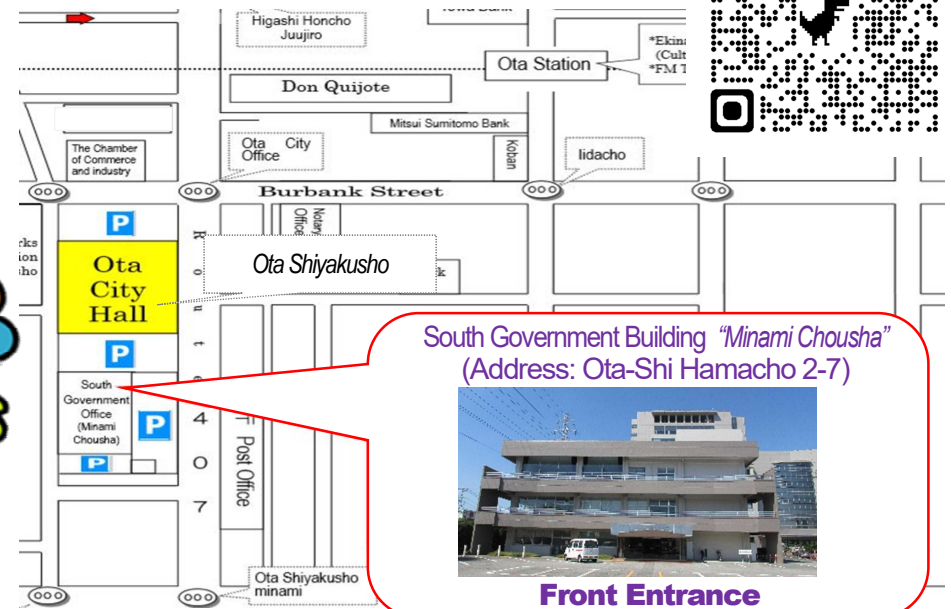 Higashi Honcho
Juujiro
Ota Station
*FM T
Don Quijote
Mitsui Sumitomo Bank
The Chamber
of Commerce
and industry
Ota City
Office
Koban
Iidacho
Burbank Street
P
Notary
Office
Ota
City
Hall
Ota Shiyakusho
Route 407
P
South
Government
Office
(Minami
Chousha)
P
P
〒 Post Office
South Government Building "Minami Chousha"
(Address: Ota-Shi Hamacho 2-7)
Front Entrance
Ota Shiyakusho
minami